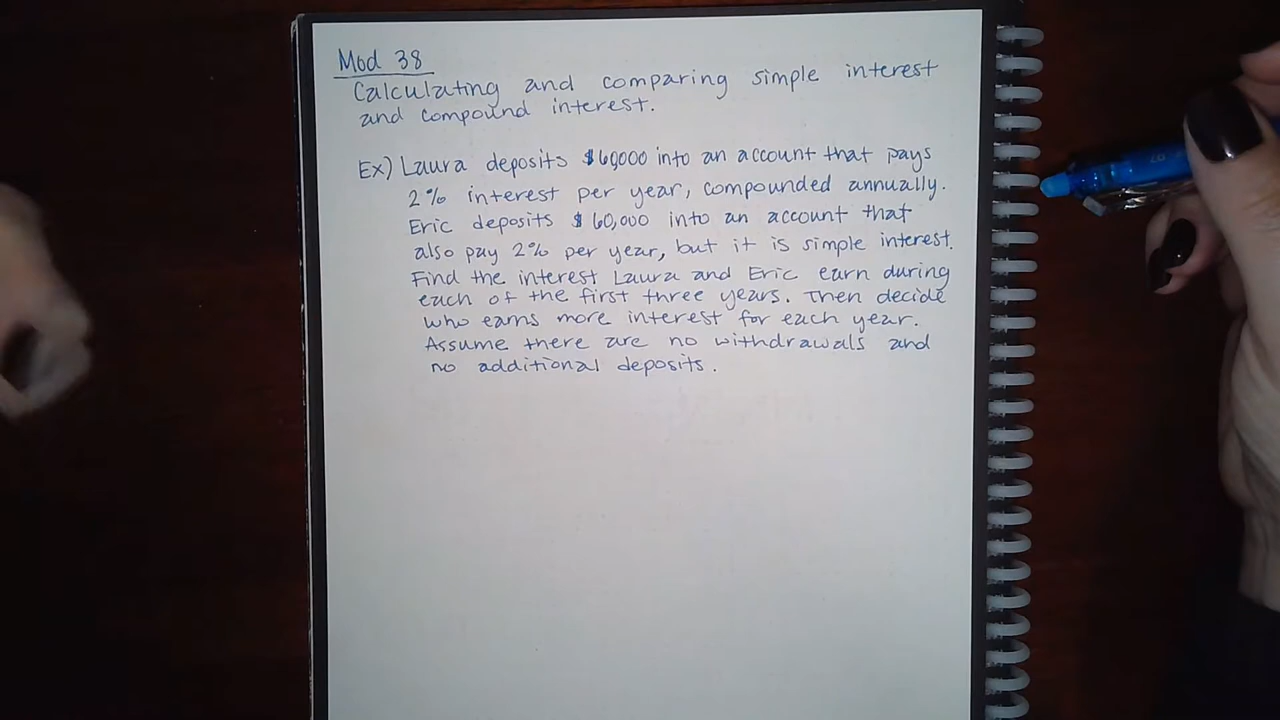 Mod 38
Calculating and comparing simple interest
and compound interest.
Ex) Laura deposits $60000 into an account that pays
2% interest per year, compounded annually.
Eric deposits $60,000 into an account that
also pay 2% per year, but it is simple interest.
Find the interest Laura and Eric earn during
each of the first three years. Then decide
who earns more interest for each year.
Assume there are no withdrawals and
no additional deposits.